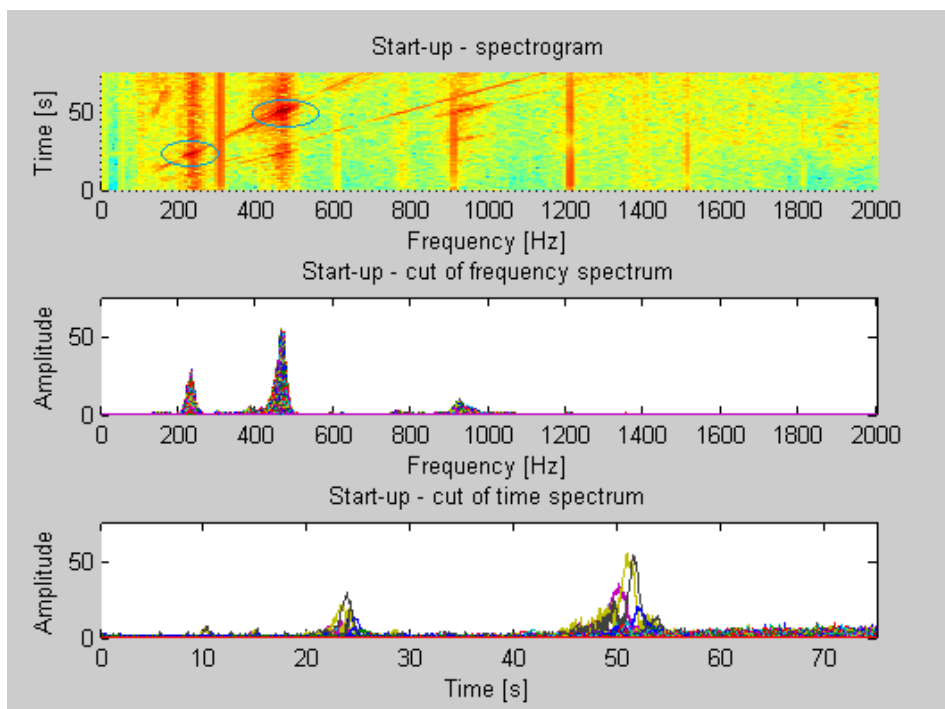 Start-up - spectrogram
Time [s]
50
0
0 200 400 600 800 1000 1200 1400 1600 1800 2000
Frequency [Hz]
Start-up - cut of frequency spectrum
Amplitude
50
0
0 200 400 600 800 1000 1200 1400 1600 1800 2000
Frequency [Hz]
Start-up - cut of time spectrum
Amplitude
50
0
0 10 20 30 40 50 60 70
Time [s]